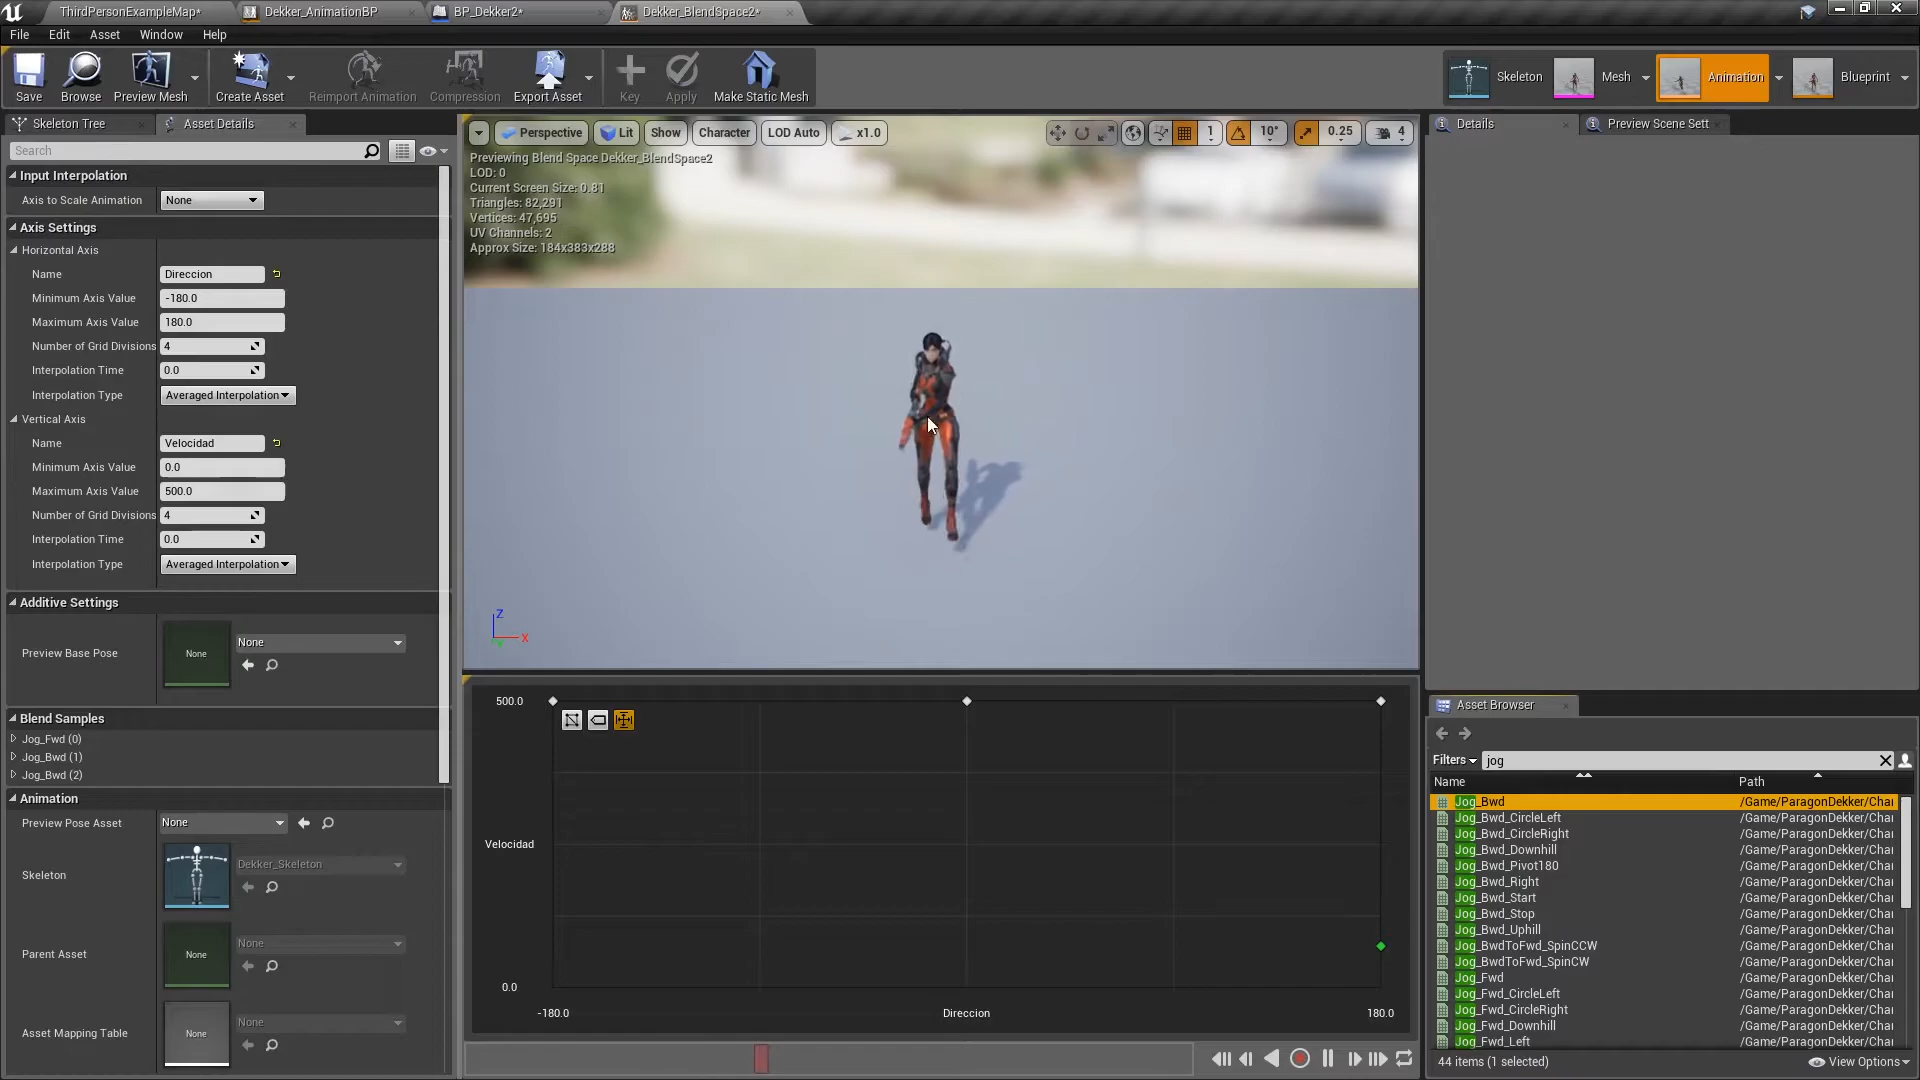 ThirdPersonExampleMap*
Dekker_AnimationBP
BP_Dekker2*
Dekker_BlendSpace2*
File Edit Asset Window Help
Save
Browse
Preview Mesh
Create Asset
Reimport Animation
Compression
Export Asset
Key
Apply
Make Static Mesh
Skeleton
Mesh
Animation
Blueprint
Skeleton Tree
Asset Details
Search
Input Interpolation
Axis to Scale Animation None
Axis Settings
Horizontal Axis
Name Direccion
Minimum Axis Value -180.0
Maximum Axis Value 180.0
Number of Grid Divisions 4
Interpolation Time 0.0
Interpolation Type Averaged Interpolation
Vertical Axis
Name Velocidad
Minimum Axis Value 0.0
Maximum Axis Value 500.0
Number of Grid Divisions 4
Interpolation Time 0.0
Interpolation Type Averaged Interpolation
Additive Settings
Preview Base Pose None None
Blend Samples
Jog_Fwd (0)
Jog_Bwd (1)
Jog_Bwd (2)
Animation
Preview Pose Asset None
Skeleton Dekker_Skeleton
Parent Asset None None
Asset Mapping Table None None
Perspective Lit Show Character LOD Auto x1.0
1 10° 0.25 4
Previewing Blend Space Dekker_BlendSpace2
LOD: 0
Current Screen Size: 0.81
Triangles: 82,291
Vertices: 47,695
UV Channels: 2
Approx Size: 184x383x288
Z
X
500.0
Velocidad
0.0
-180.0 Direccion 180.0
Details
Preview Scene Sett
Asset Browser
Filters jog
Name Path
Jog_Bwd /Game/ParagonDekker/Char
Jog_Bwd_CircleLeft /Game/ParagonDekker/Char
Jog_Bwd_CircleRight /Game/ParagonDekker/Char
Jog_Bwd_Downhill /Game/ParagonDekker/Char
Jog_Bwd_Pivot180 /Game/ParagonDekker/Char
Jog_Bwd_Right /Game/ParagonDekker/Char
Jog_Bwd_Start /Game/ParagonDekker/Char
Jog_Bwd_Stop /Game/ParagonDekker/Char
Jog_Bwd_Uphill /Game/ParagonDekker/Char
Jog_BwdToFwd_SpinCCW /Game/ParagonDekker/Char
Jog_BwdToFwd_SpinCW /Game/ParagonDekker/Char
Jog_Fwd /Game/ParagonDekker/Char
Jog_Fwd_CircleLeft /Game/ParagonDekker/Char
Jog_Fwd_CircleRight /Game/ParagonDekker/Char
Jog_Fwd_Downhill /Game/ParagonDekker/Char
Jog_Fwd_Left /Game/ParagonDekker/Char
44 items (1 selected)
View Options